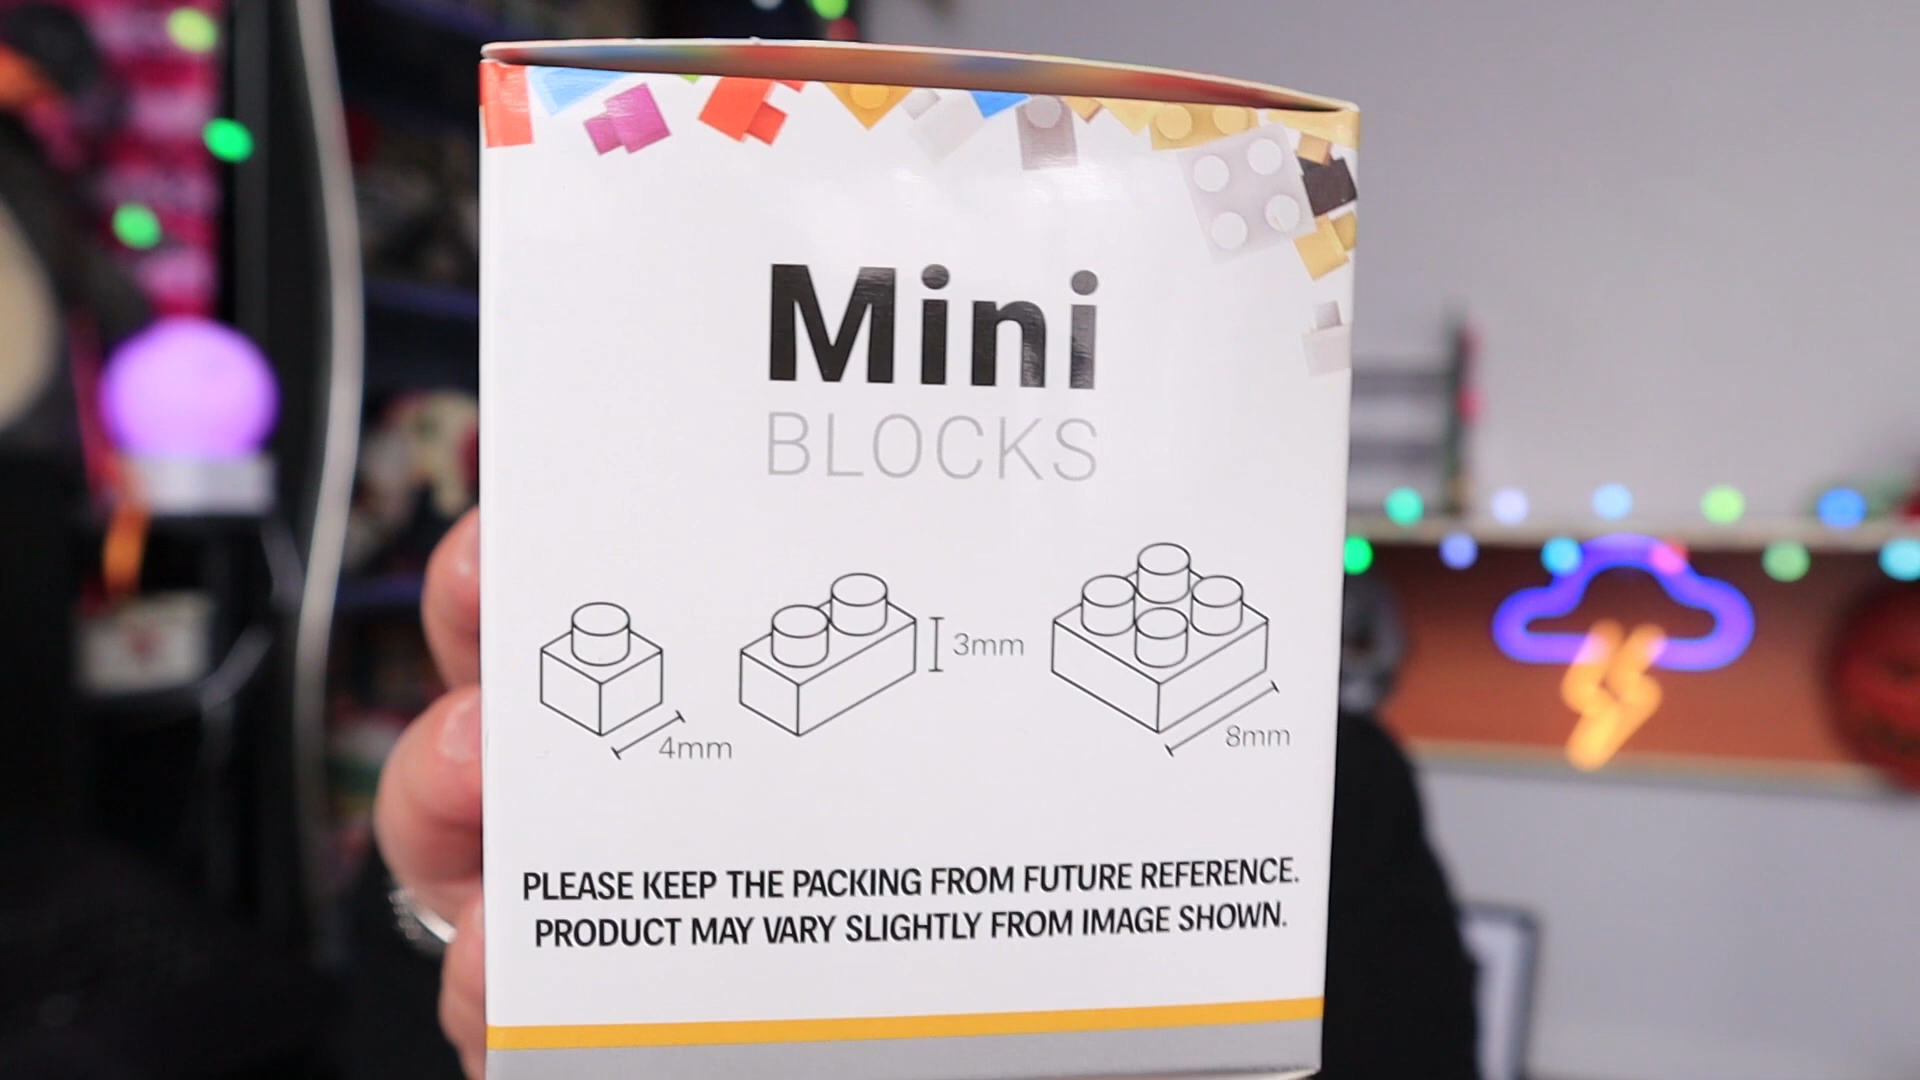 Mini
BLOCKS
3mm
4mm
8mm
PLEASE KEEP THE PACKING FROM FUTURE REFERENCE.
PRODUCT MAY VARY SLIGHTLY FROM IMAGE SHOWN.